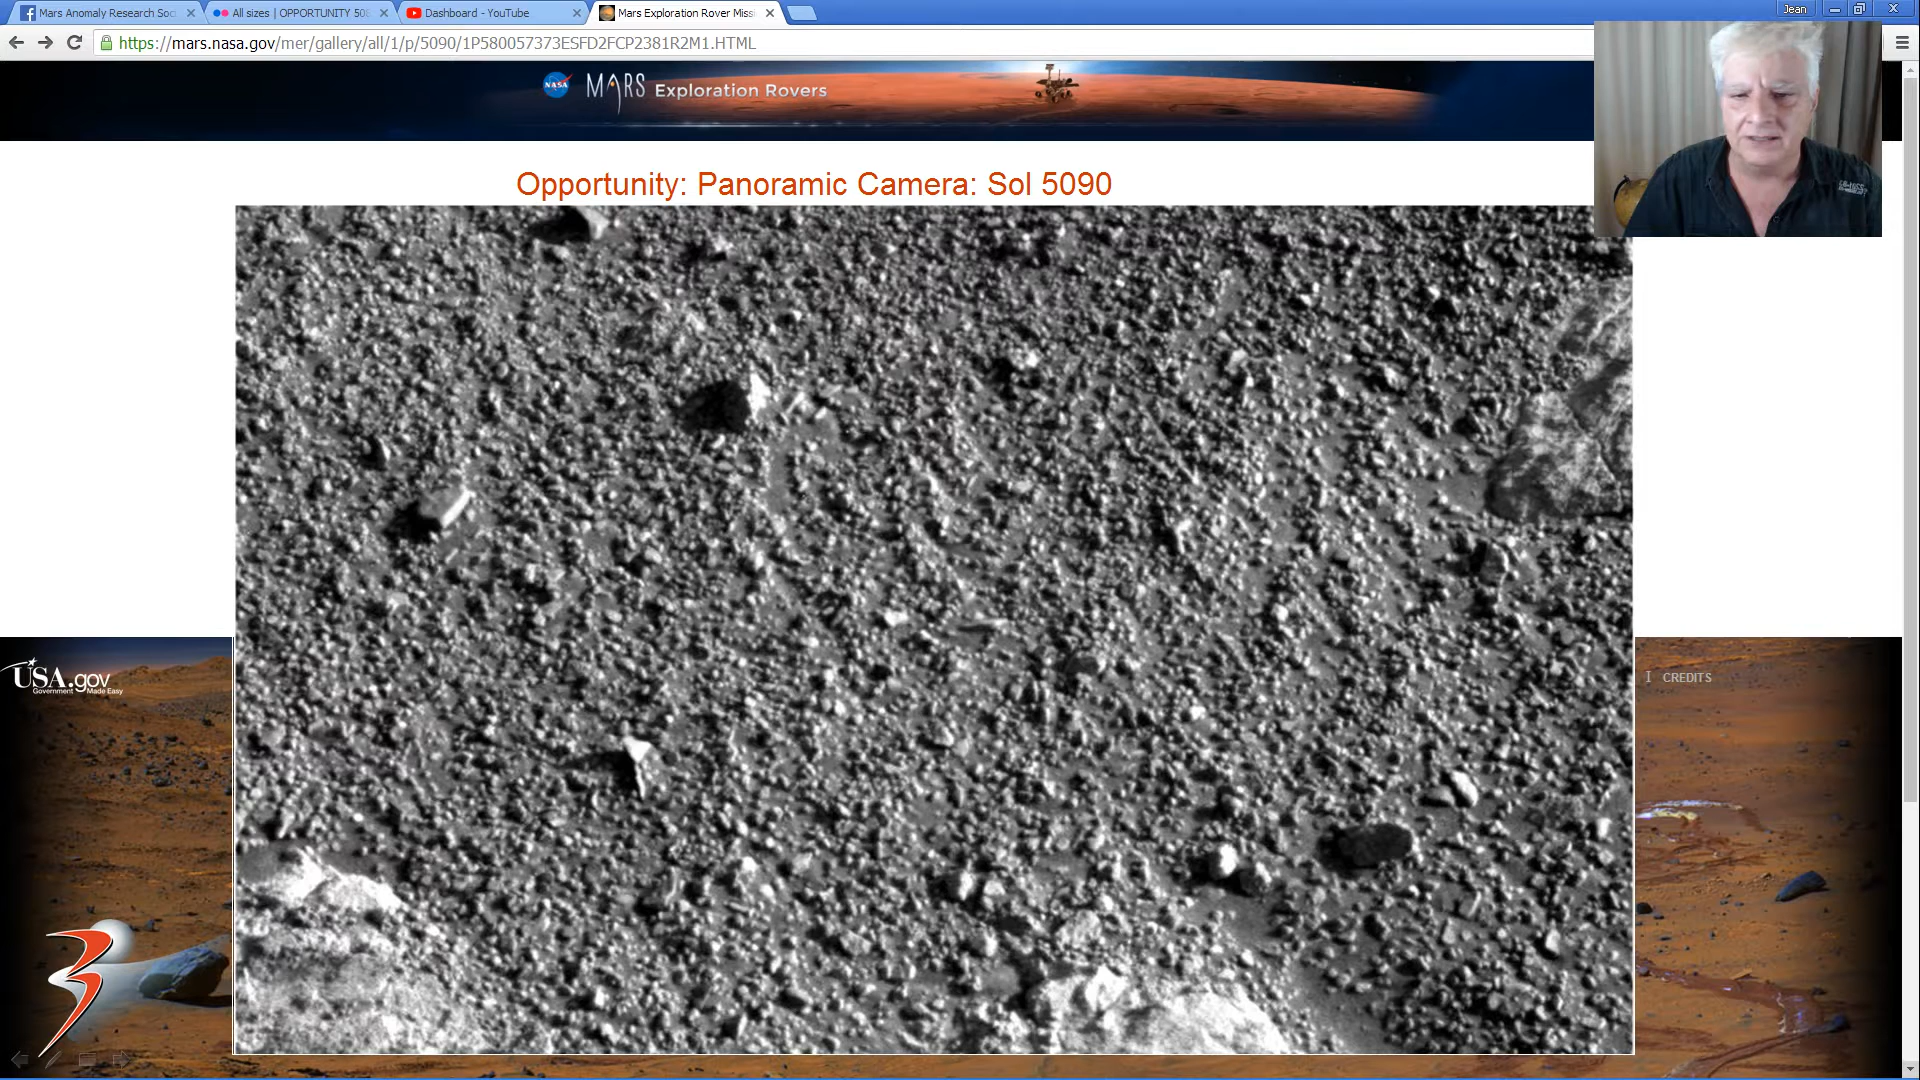 Mars Anomaly Research Soc
All sizes | OPPORTUNITY 508
Dashboard - YouTube
Mars Exploration Rover Miss
Jean
https://mars.nasa.gov/mer/gallery/all/1/p/5090/1P580057373ESFD2FCP2381R2M1.HTML
NASA
MARS Exploration Rovers
Opportunity: Panoramic Camera: Sol 5090
USA.gov
Government Made Easy
CREDITS